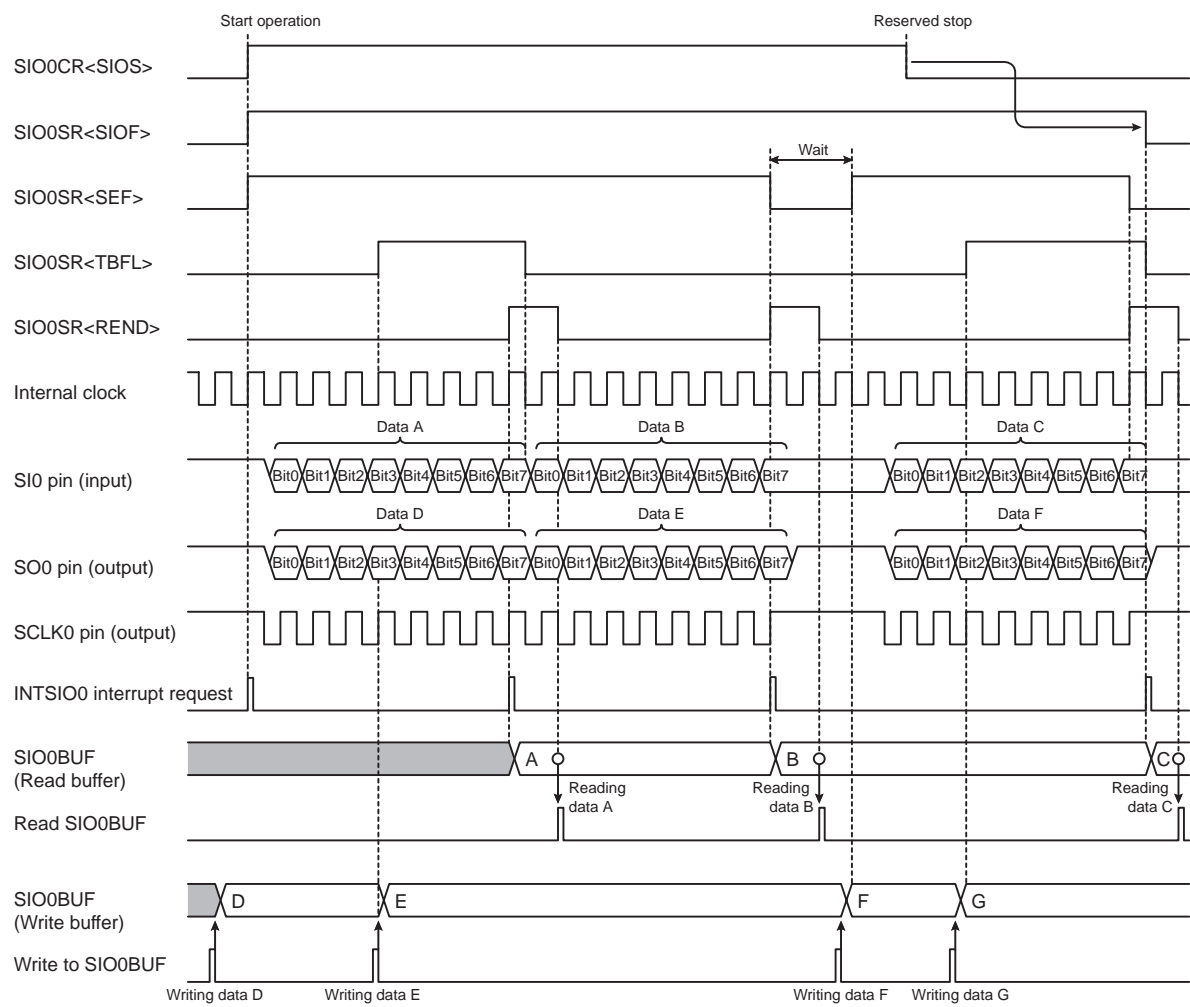 Start operation
Reserved stop
SIO0CR<SIOS>
SIO0SR<SIOF>
Wait
SIO0SR<SEF>
SIO0SR<TBFL>
SIO0SR<REND>
Internal clock
Data A
Data B
Data C
SI0 pin (input)
Bit0 Bit1 Bit2 Bit3 Bit4 Bit5 Bit6 Bit7 Bit0 Bit1 Bit2 Bit3 Bit4 Bit5 Bit6 Bit7 Bit0 Bit1 Bit2 Bit3 Bit4 Bit5 Bit6 Bit7
Data D
Data E
Data F
SO0 pin (output)
Bit0 Bit1 Bit2 Bit3 Bit4 Bit5 Bit6 Bit7 Bit0 Bit1 Bit2 Bit3 Bit4 Bit5 Bit6 Bit7 Bit0 Bit1 Bit2 Bit3 Bit4 Bit5 Bit6 Bit7
SCLK0 pin (output)
INTSIO0 interrupt request
SIO0BUF
(Read buffer)
A
B
C
Reading
data A
Reading
data B
Reading
data C
Read SIO0BUF
SIO0BUF
(Write buffer)
D
E
F
G
Write to SIO0BUF
Writing data D
Writing data E
Writing data F
Writing data G